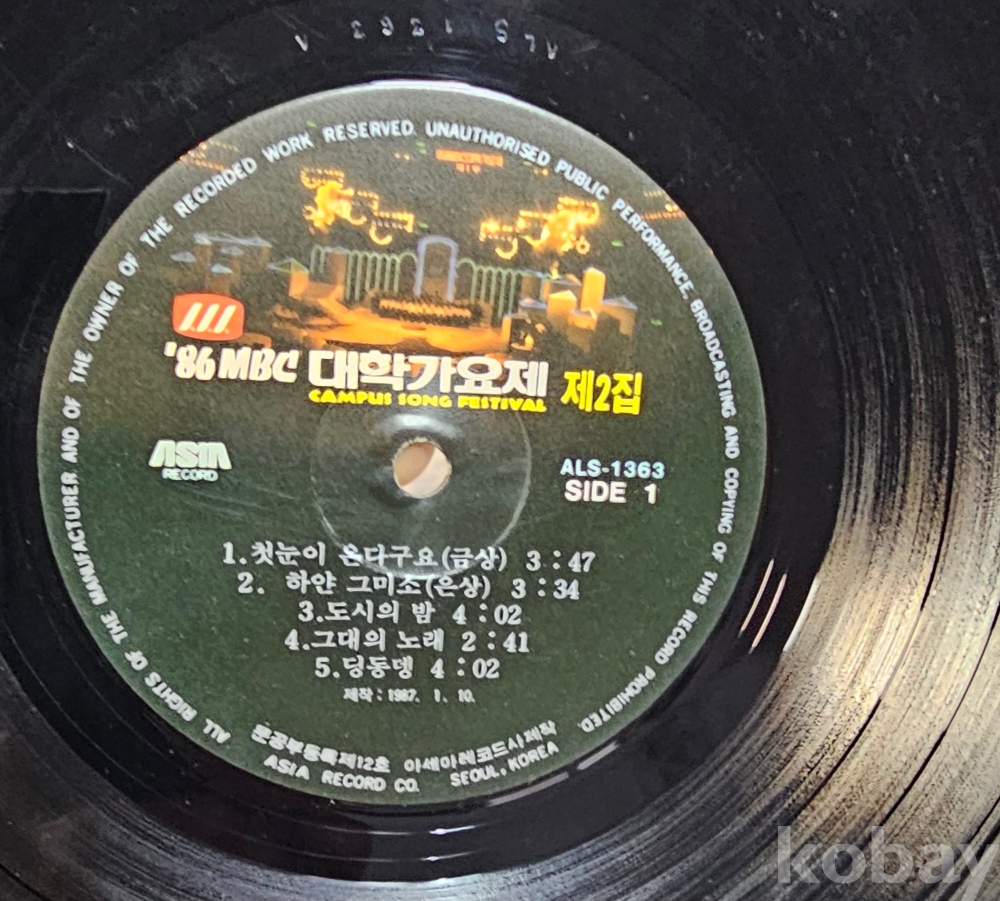 ALS 1363 A
ALL RIGHTS OF THE MANUFACTURER AND OF THE OWNER OF THE RECORDED WORK RESERVED. UNAUTHORISED PUBLIC PERFORMANCE, BROADCASTING AND COPYING OF THIS RECORD PROHIBITED.
'86 MBC 대학가요제 제2집
CAMPUS SONG FESTIVAL
ASIA
RECORD
ALS-1363
SIDE 1
1.첫눈이 온다구요(금상) 3:47
2. 하얀 그미소(은상) 3:34
3.도시의 밤 4:02
4.그대의 노래 2:41
5.딩동뎅 4:02
제작:1987. 1. 10.
문공부등록제12호 아세아레코드사제작
ASIA RECORD CO. SEOUL, KOREA
kobay